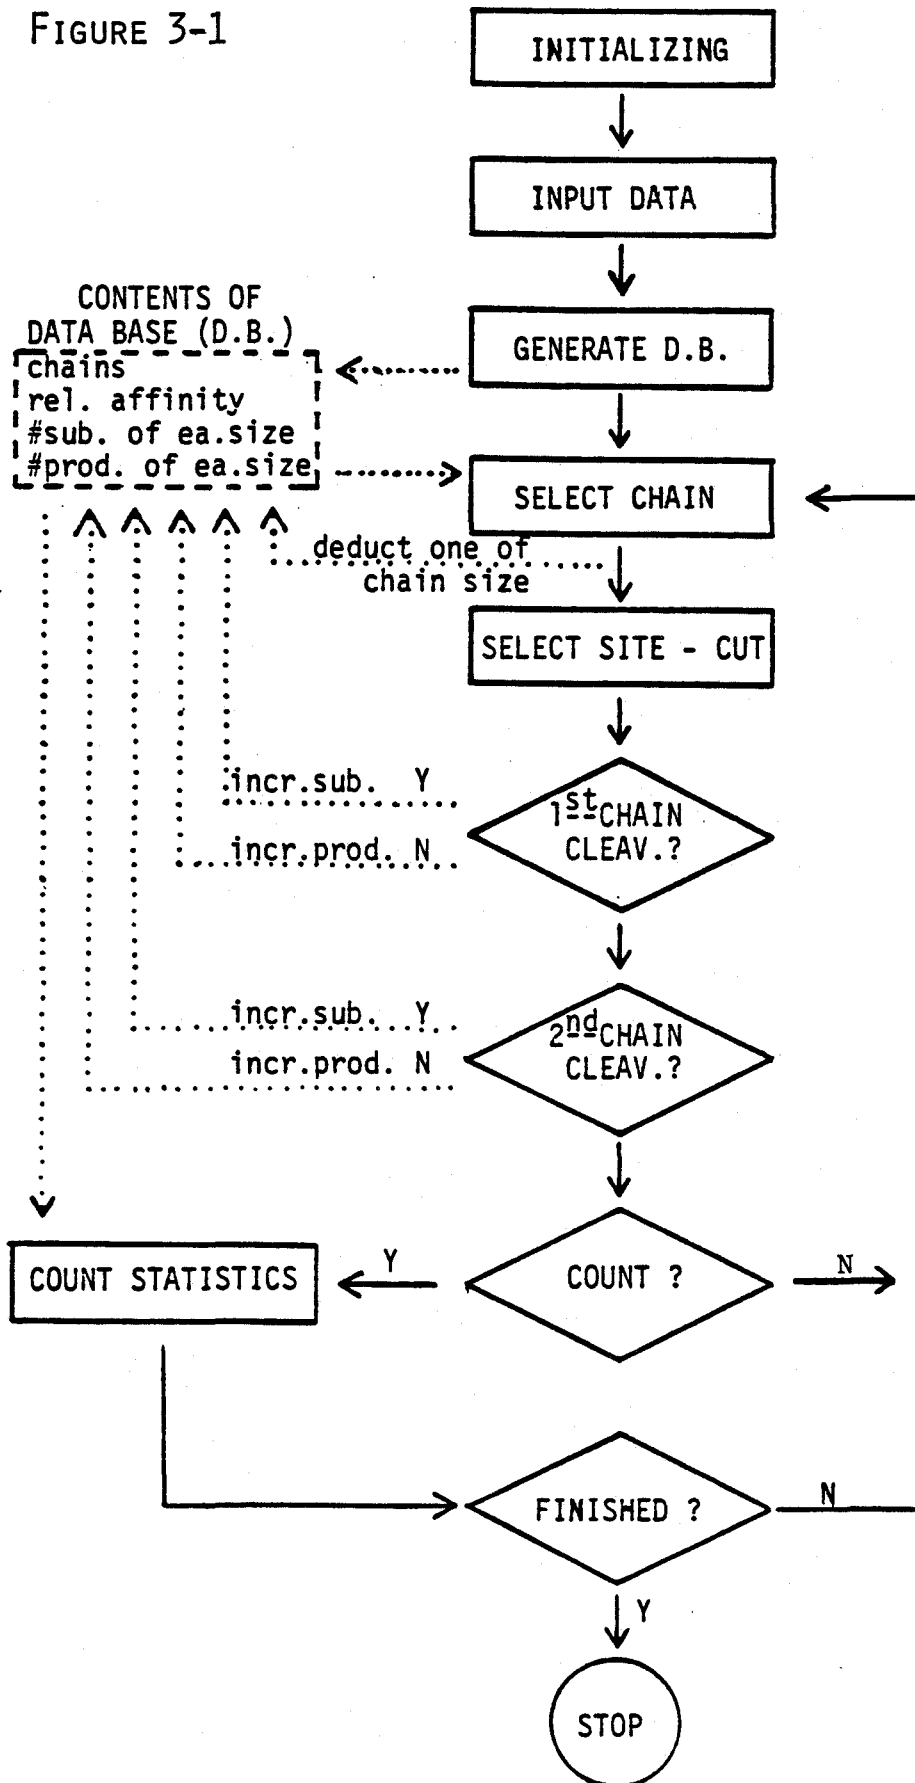 FIGURE 3-1
INITIALIZING
INPUT DATA
GENERATE D.B.
CONTENTS OF
DATA BASE (D.B.)
chains
rel. affinity
#sub. of ea.size
#prod. of ea.size
SELECT CHAIN
deduct one of
chain size
SELECT SITE - CUT
incr.sub. Y
incr.prod. N
1st CHAIN
CLEAV.?
incr.sub. Y
incr.prod. N
2nd CHAIN
CLEAV.?
COUNT STATISTICS
Y
COUNT ?
N
FINISHED ?
N
Y
STOP